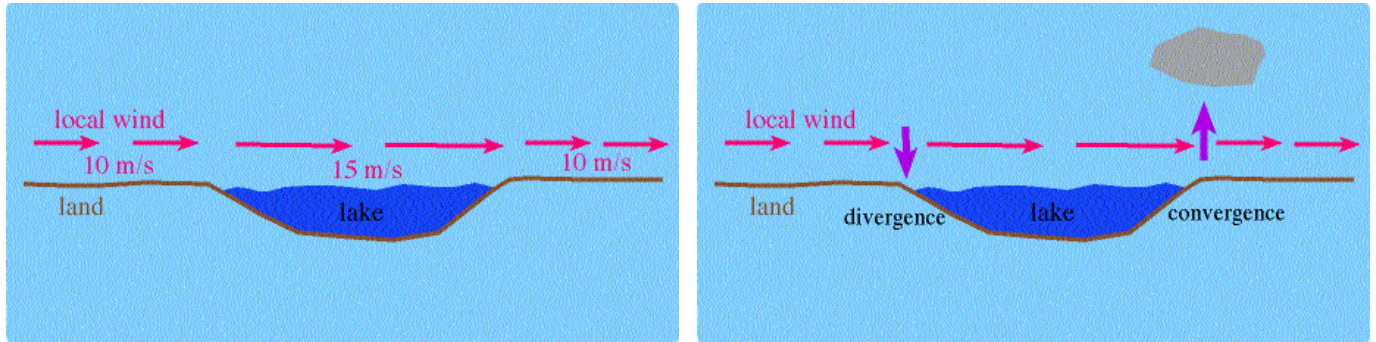 local wind
10 m/s
15 m/s
10 m/s
land
lake
local wind
land
divergence
lake
convergence